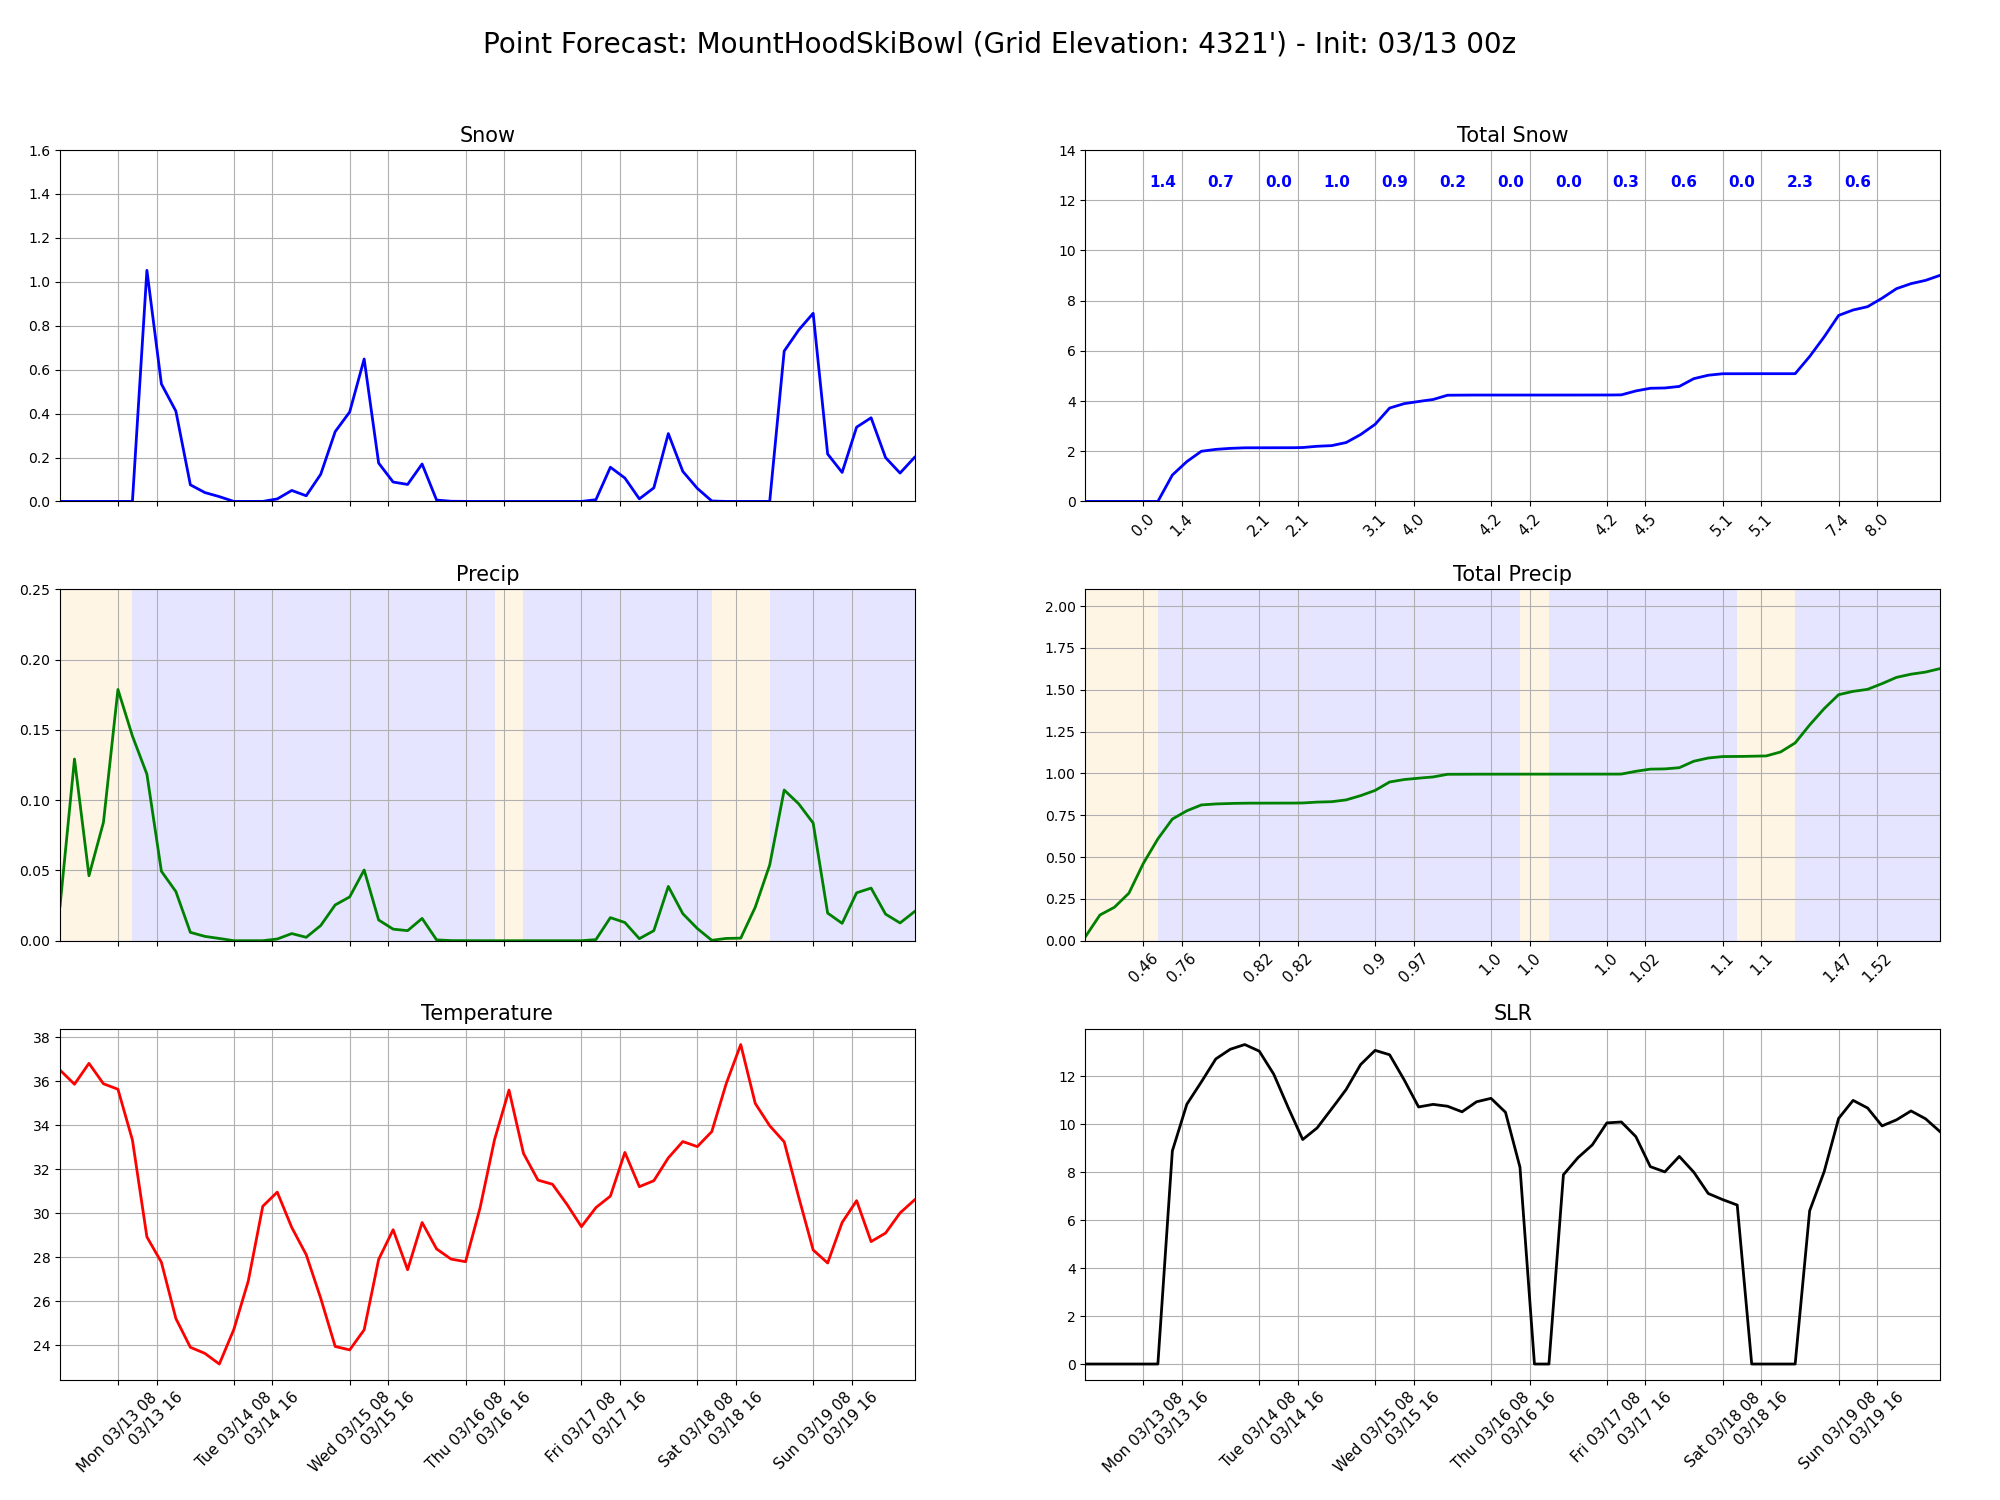 Point Forecast: MountHoodSkiBowl (Grid Elevation: 4321') - Init: 03/13 00z
Snow
1.6
1.4
1.2
1.0
0.8
0.6
0.4
0.2
0.0
Total Snow
14
12
10
8
6
4
2
0
1.4 0.7 0.0 1.0 0.9 0.2 0.0 0.0 0.3 0.6 0.0 2.3 0.6
0.0 1.4 2.1 2.1 3.1 4.0 4.2 4.2 4.2 4.5 5.1 5.1 7.4 8.0
Precip
0.25
0.20
0.15
0.10
0.05
0.00
Total Precip
2.00
1.75
1.50
1.25
1.00
0.75
0.50
0.25
0.00
0.46 0.76 0.82 0.82 0.9 0.97 1.0 1.0 1.0 1.02 1.1 1.1 1.47 1.52
Temperature
38
36
34
32
30
28
26
24
Mon 03/13 08
03/13 16
Tue 03/14 08
03/14 16
Wed 03/15 08
03/15 16
Thu 03/16 08
03/16 16
Fri 03/17 08
03/17 16
Sat 03/18 08
03/18 16
Sun 03/19 08
03/19 16
SLR
12
10
8
6
4
2
0
Mon 03/13 08
03/13 16
Tue 03/14 08
03/14 16
Wed 03/15 08
03/15 16
Thu 03/16 08
03/16 16
Fri 03/17 08
03/17 16
Sat 03/18 08
03/18 16
Sun 03/19 08
03/19 16